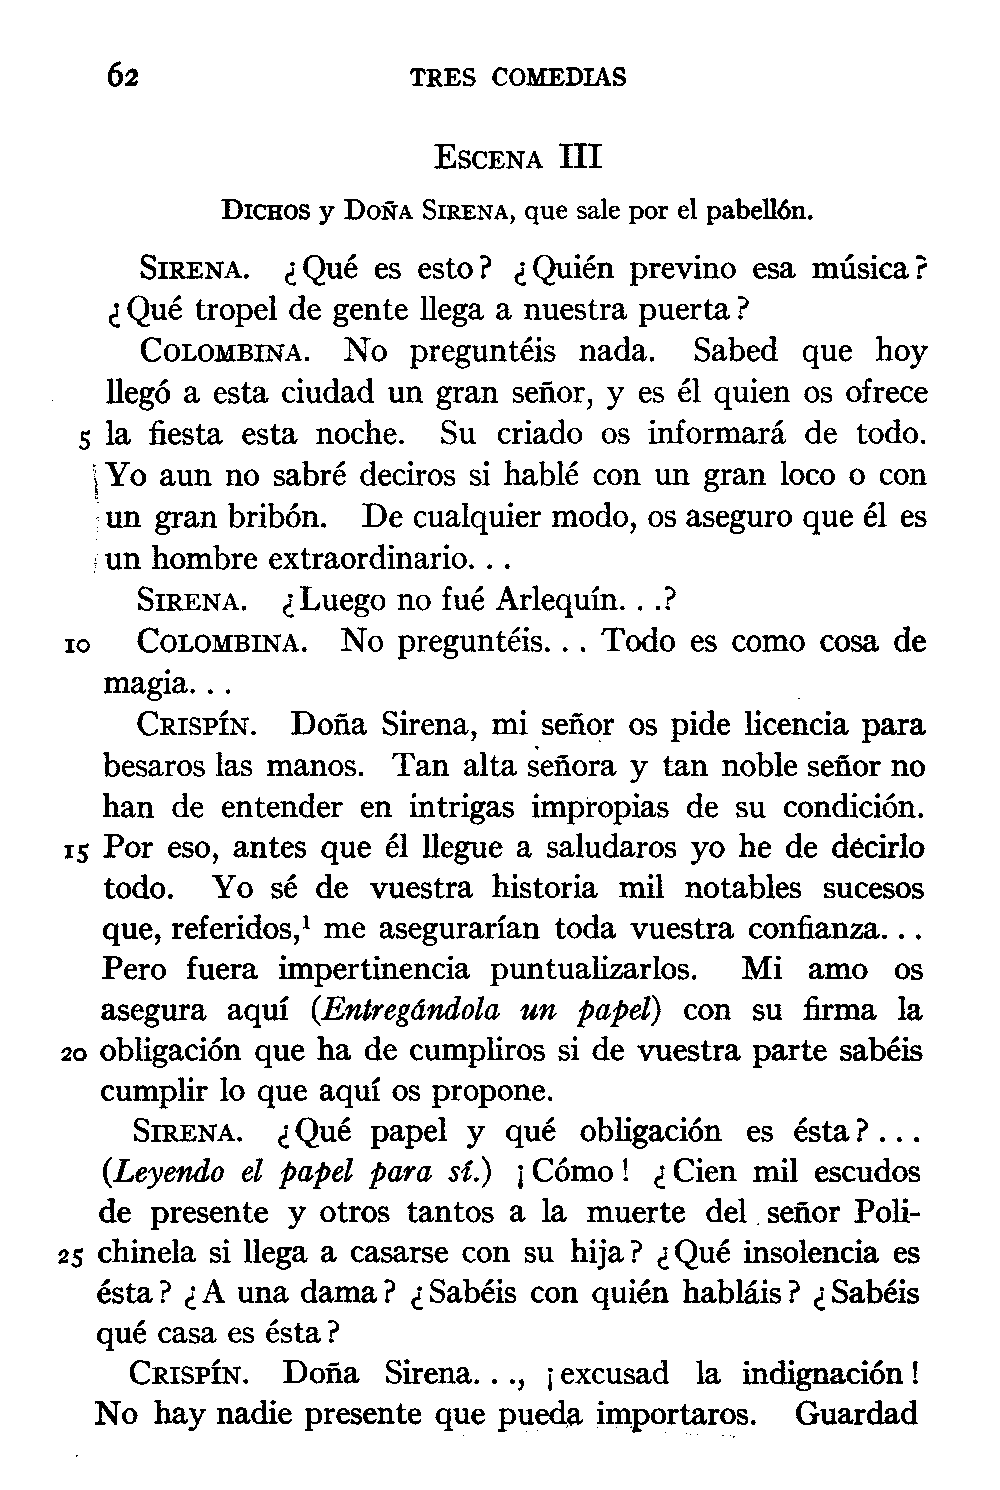 62 TRES COMEDIAS
Escena III
Dichos y Doña Sirena, que sale por el pabellón.
Sirena. ¿Qué es esto? ¿Quién previno esa música?
¿Qué tropel de gente llega a nuestra puerta?
Colombina. No preguntéis nada. Sabed que hoy
llegó a esta ciudad un gran señor, y es él quien os ofrece
5 la fiesta esta noche. Su criado os informará de todo.
Yo aun no sabré deciros si hablé con un gran loco o con
un gran bribón. De cualquier modo, os aseguro que él es
un hombre extraordinario. . .
Sirena. ¿Luego no fué Arlequín. . .?
10 Colombina. No preguntéis. . . Todo es como cosa de
magia. . .
Crispín. Doña Sirena, mi señor os pide licencia para
besaros las manos. Tan alta señora y tan noble señor no
han de entender en intrigas impropias de su condición.
15 Por eso, antes que él llegue a saludaros yo he de decirlo
todo. Yo sé de vuestra historia mil notables sucesos
que, referidos,¹ me asegurarían toda vuestra confianza. . .
Pero fuera impertinencia puntualizarlos. Mi amo os
asegura aquí (Entregándola un papel) con su firma la
20 obligación que ha de cumpliros si de vuestra parte sabéis
cumplir lo que aquí os propone.
Sirena. ¿Qué papel y qué obligación es ésta? . . .
(Leyendo el papel para sí.) ¡Cómo! ¿Cien mil escudos
de presente y otros tantos a la muerte del señor Poli-
25 chinela si llega a casarse con su hija? ¿Qué insolencia es
ésta? ¿A una dama? ¿Sabéis con quién habláis? ¿Sabéis
qué casa es ésta?
Crispín. Doña Sirena. . ., ¡excusad la indignación!
No hay nadie presente que pueda importaros. Guardad